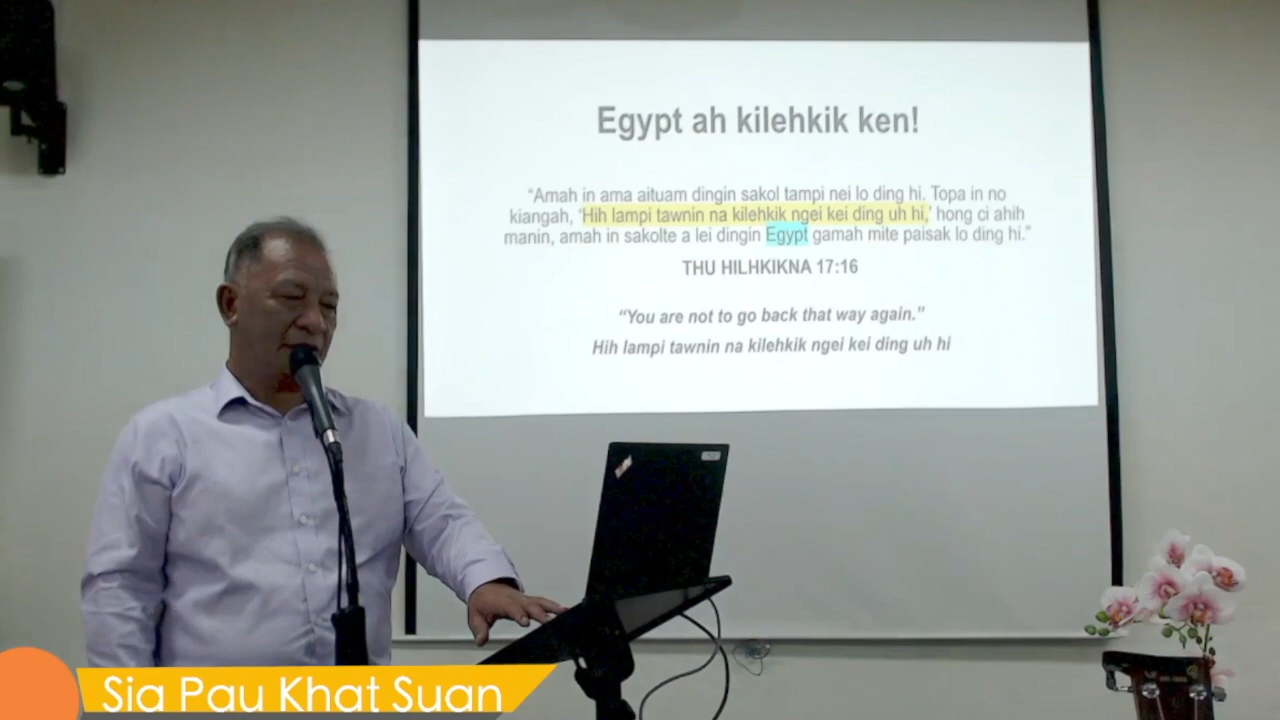 Egypt ah kilehkik ken!
“Amah in ama aituam dingin sakol tampi nei lo ding hi. Topa in no
kiangah, ‘Hih lampi tawnin na kilehkik ngei kei ding uh hi,’ hong ci ahih
manin, amah in sakolte a lei dingin Egypt gamah mite paisak lo ding hi.”
THU HILHKIKNA 17:16
“You are not to go back that way again.”
Hih lampi tawnin na kilehkik ngei kei ding uh hi
Sia Pau Khat Suan